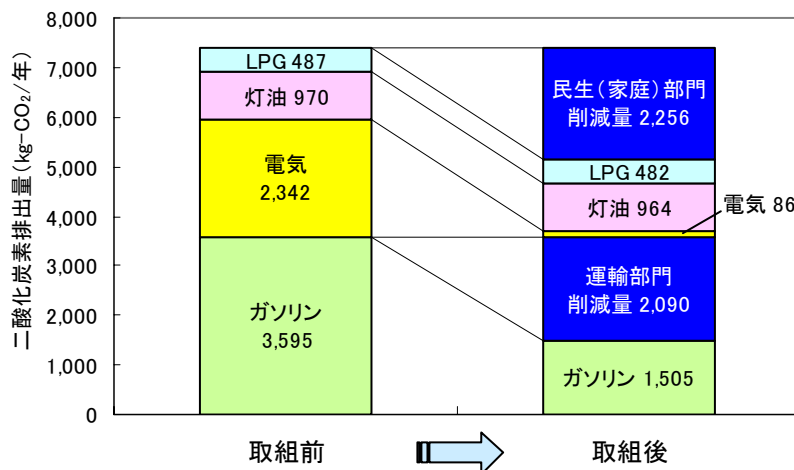 二酸化炭素排出量(kg-CO₂/年)
8,000
7,000
6,000
5,000
4,000
3,000
2,000
1,000
0
LPG 487
灯油 970
電気
2,342
ガソリン
3,595
民生(家庭)部門
削減量 2,256
LPG 482
灯油 964
電気 86
運輸部門
削減量 2,090
ガソリン 1,505
取組前
取組後